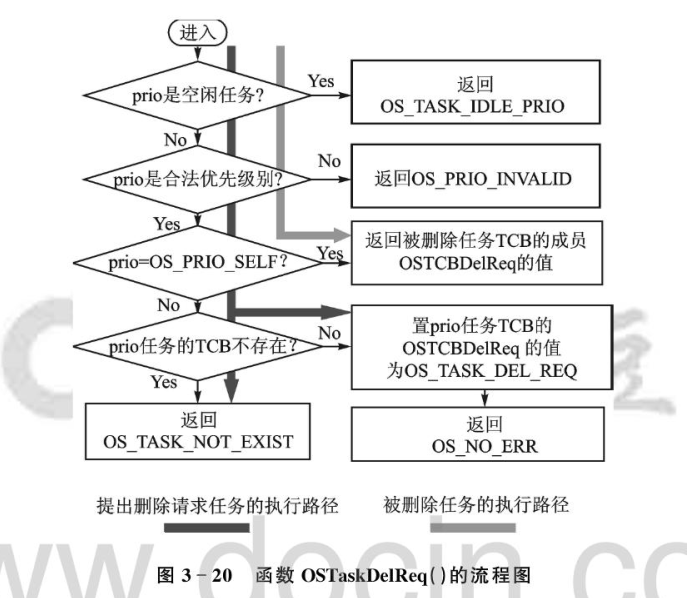 进入
prio是空闲任务?
Yes
返回
OS_TASK_IDLE_PRIO
No
prio是合法优先级别?
No
返回OS_PRIO_INVALID
Yes
prio=OS_PRIO_SELF?
Yes
返回被删除任务TCB的成员
OSTCBDelReq的值
No
prio任务的TCB不存在?
No
置prio任务TCB的
OSTCBDelReq 的值
为OS_TASK_DEL_REQ
Yes
返回
OS_TASK_NOT_EXIST
返回
OS_NO_ERR
提出删除请求任务的执行路径
被删除任务的执行路径
www.docin.co
图 3-20 函数 OSTaskDelReq()的流程图